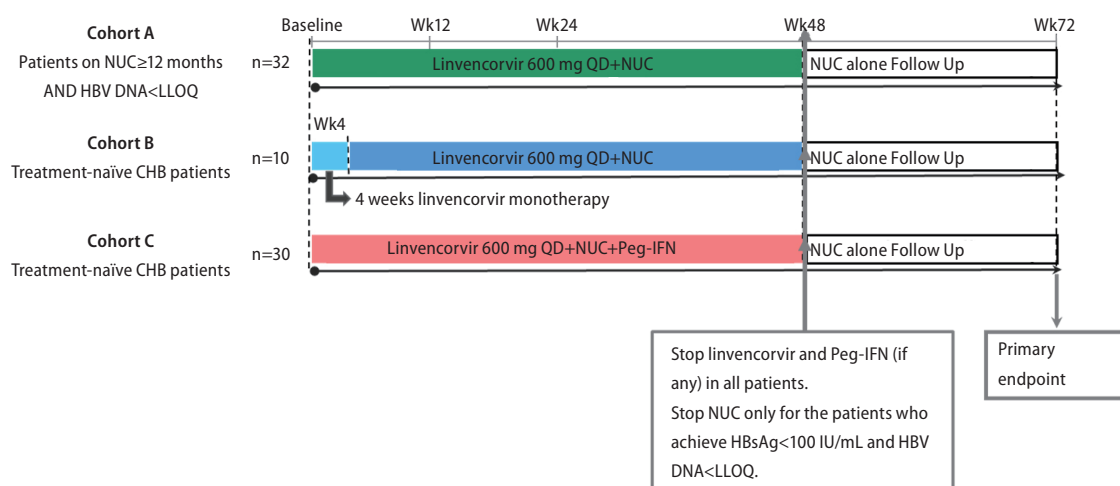 Baseline Wk12 Wk24 Wk48 Wk72
Cohort A
Patients on NUC≥12 months
AND HBV DNA<LLOQ
n=32
Linvencorvir 600 mg QD+NUC
NUC alone Follow Up
Wk4
Cohort B
Treatment-naïve CHB patients
n=10
Linvencorvir 600 mg QD+NUC
NUC alone Follow Up
4 weeks linvencorvir monotherapy
Cohort C
Treatment-naïve CHB patients
n=30
Linvencorvir 600 mg QD+NUC+Peg-IFN
NUC alone Follow Up
Stop linvencorvir and Peg-IFN (if
any) in all patients.
Stop NUC only for the patients who
achieve HBsAg<100 IU/mL and HBV
DNA<LLOQ.
Primary
endpoint